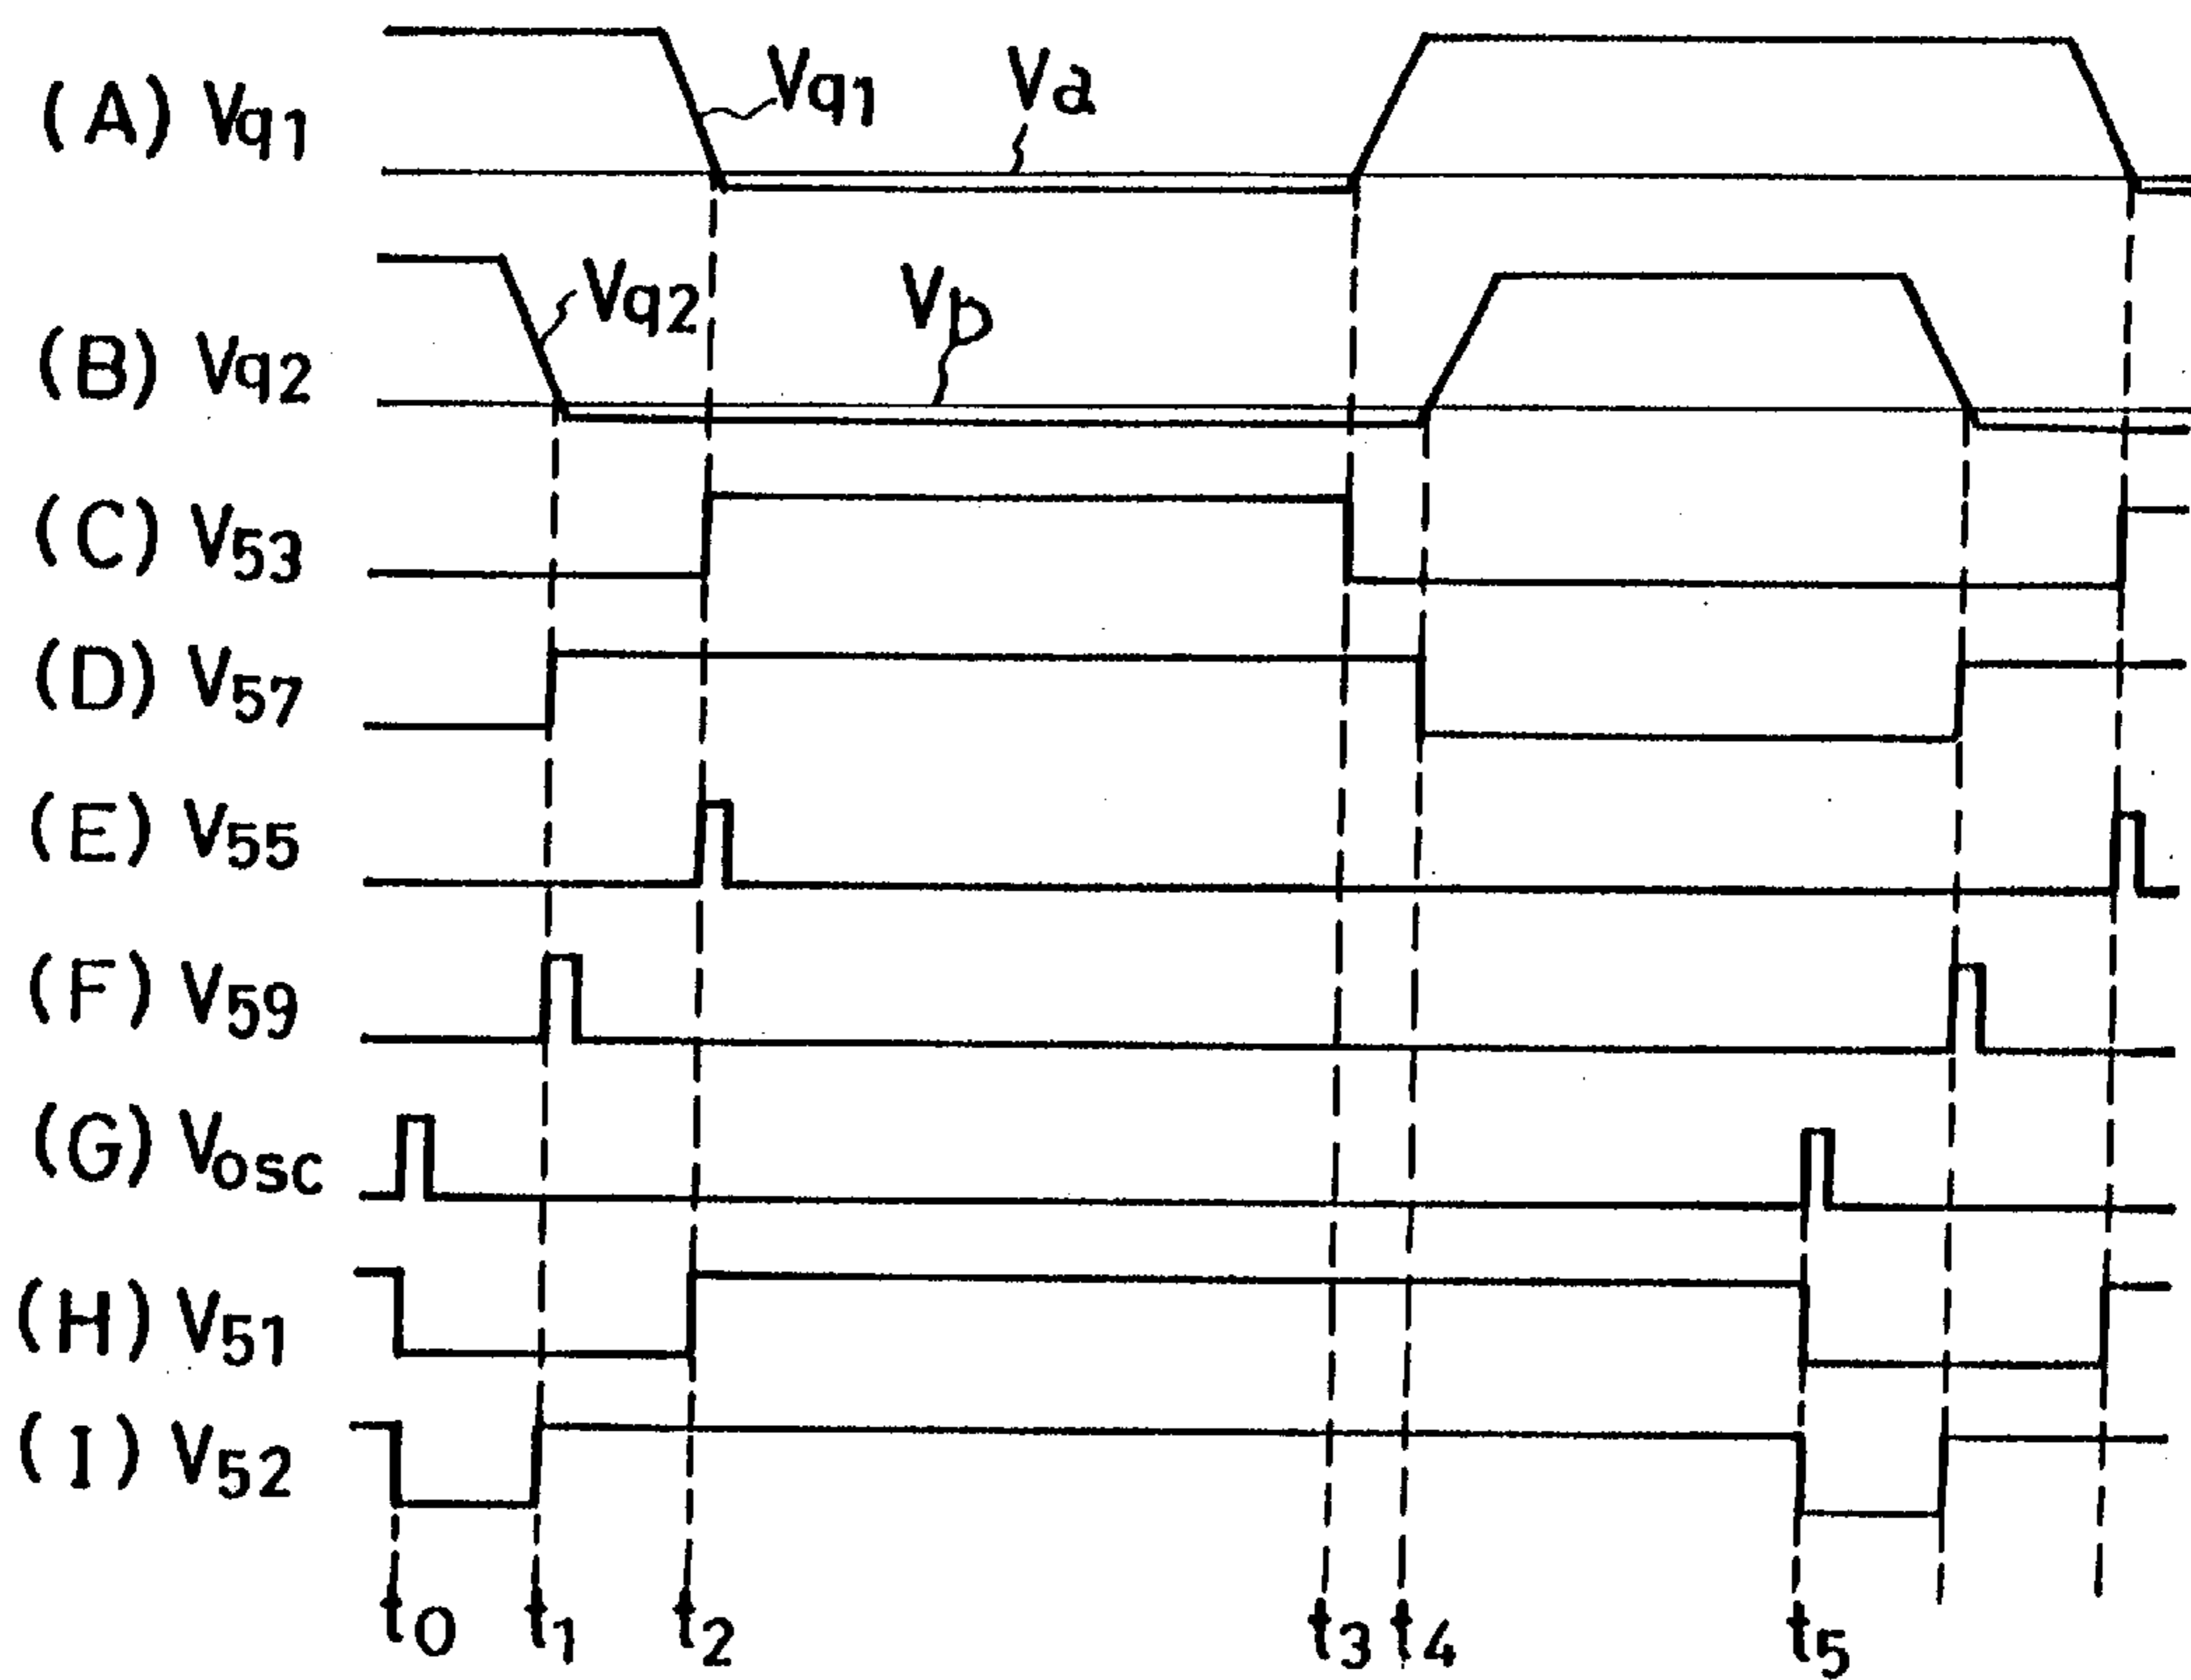 (A) Vq1
Vq1
Va
(B) Vq2
Vq2
Vb
(C) V53
(D) V57
(E) V55
(F) V59
(G) Vosc
(H) V51
(I) V52
t0 t1 t2 t3 t4 t5